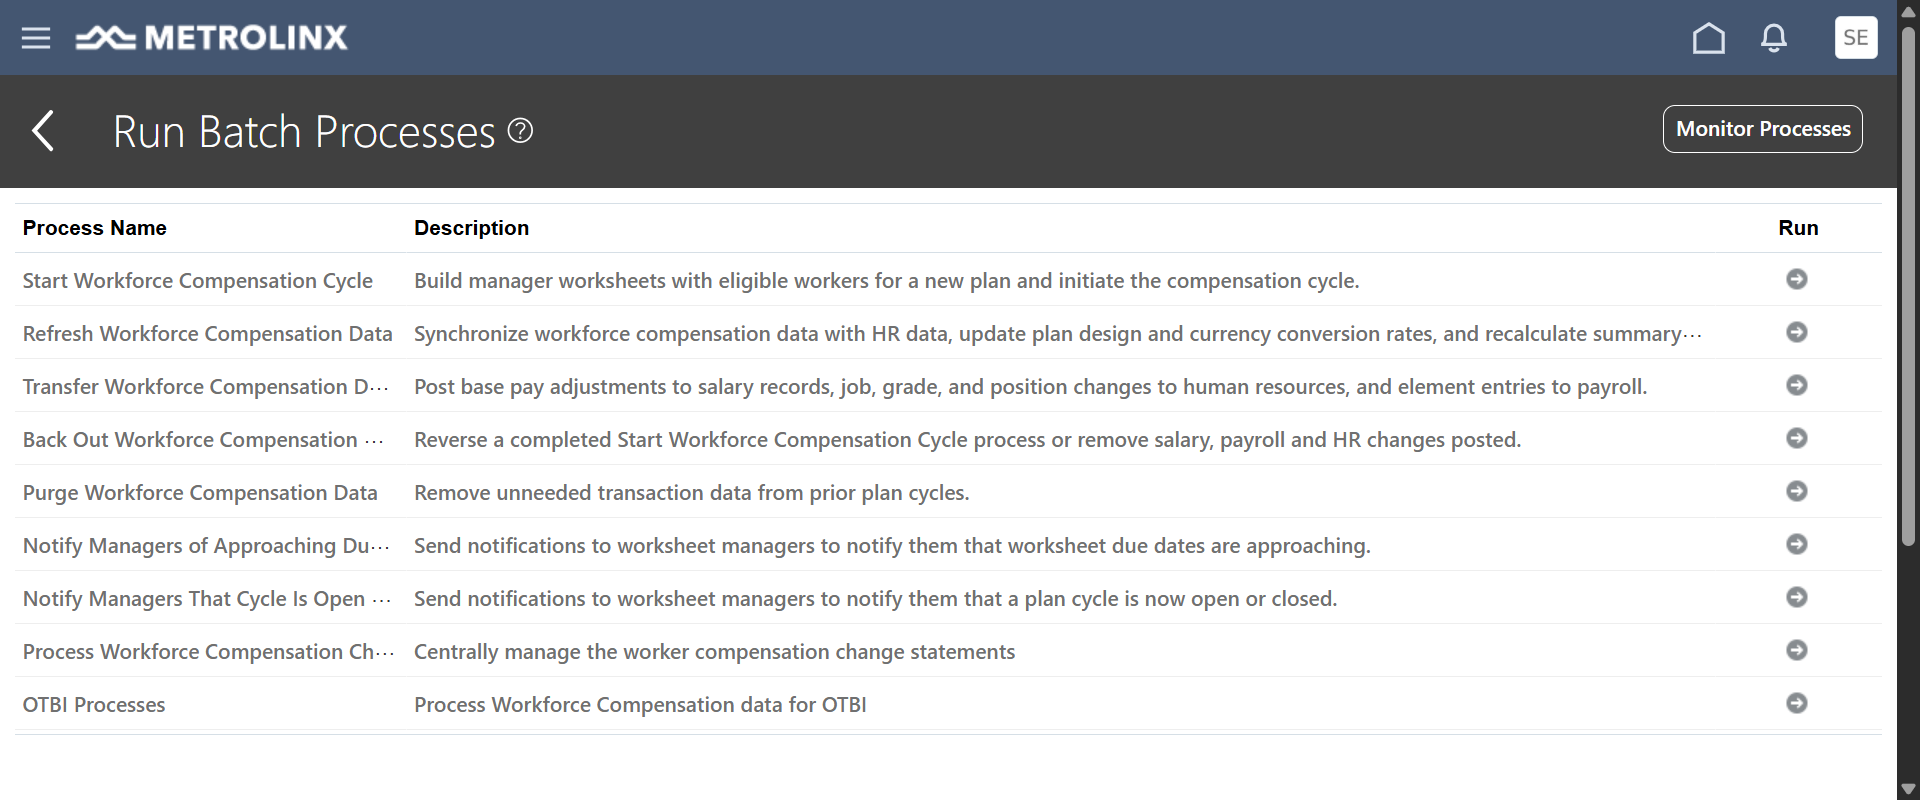 METROLINX
SE
Run Batch Processes
Monitor Processes
Process Name Description Run
Start Workforce Compensation Cycle Build manager worksheets with eligible workers for a new plan and initiate the compensation cycle.
Refresh Workforce Compensation Data Synchronize workforce compensation data with HR data, update plan design and currency conversion rates, and recalculate summary···
Transfer Workforce Compensation D··· Post base pay adjustments to salary records, job, grade, and position changes to human resources, and element entries to payroll.
Back Out Workforce Compensation ··· Reverse a completed Start Workforce Compensation Cycle process or remove salary, payroll and HR changes posted.
Purge Workforce Compensation Data Remove unneeded transaction data from prior plan cycles.
Notify Managers of Approaching Du··· Send notifications to worksheet managers to notify them that worksheet due dates are approaching.
Notify Managers That Cycle Is Open ··· Send notifications to worksheet managers to notify them that a plan cycle is now open or closed.
Process Workforce Compensation Ch··· Centrally manage the worker compensation change statements
OTBI Processes Process Workforce Compensation data for OTBI